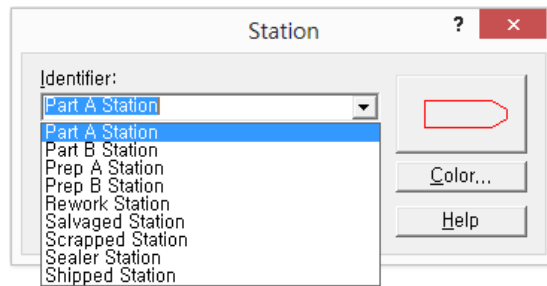 Station
?
×
Identifier:
Part A Station
Part A Station
Part B Station
Prep A Station
Prep B Station
Rework Station
Salvaged Station
Scrapped Station
Sealer Station
Shipped Station
Color...
Help